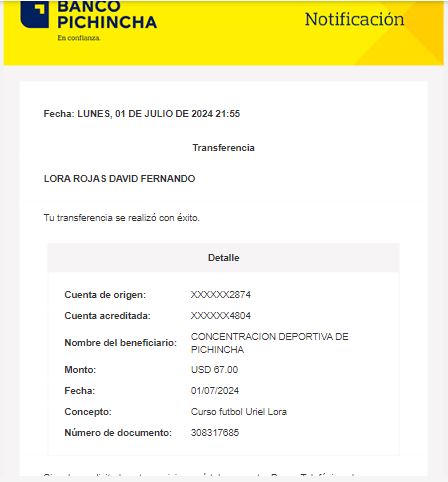 BANCO
PICHINCHA
En confianza.
Notificación
Fecha: LUNES, 01 DE JULIO DE 2024 21:55
Transferencia
LORA ROJAS DAVID FERNANDO
Tu transferencia se realizó con éxito.
Detalle
Cuenta de origen: XXXXXX2874
Cuenta acreditada: XXXXXX4804
Nombre del beneficiario: CONCENTRACION DEPORTIVA DE
PICHINCHA
Monto: USD 67.00
Fecha: 01/07/2024
Concepto: Curso futbol Uriel Lora
Número de documento: 308317685